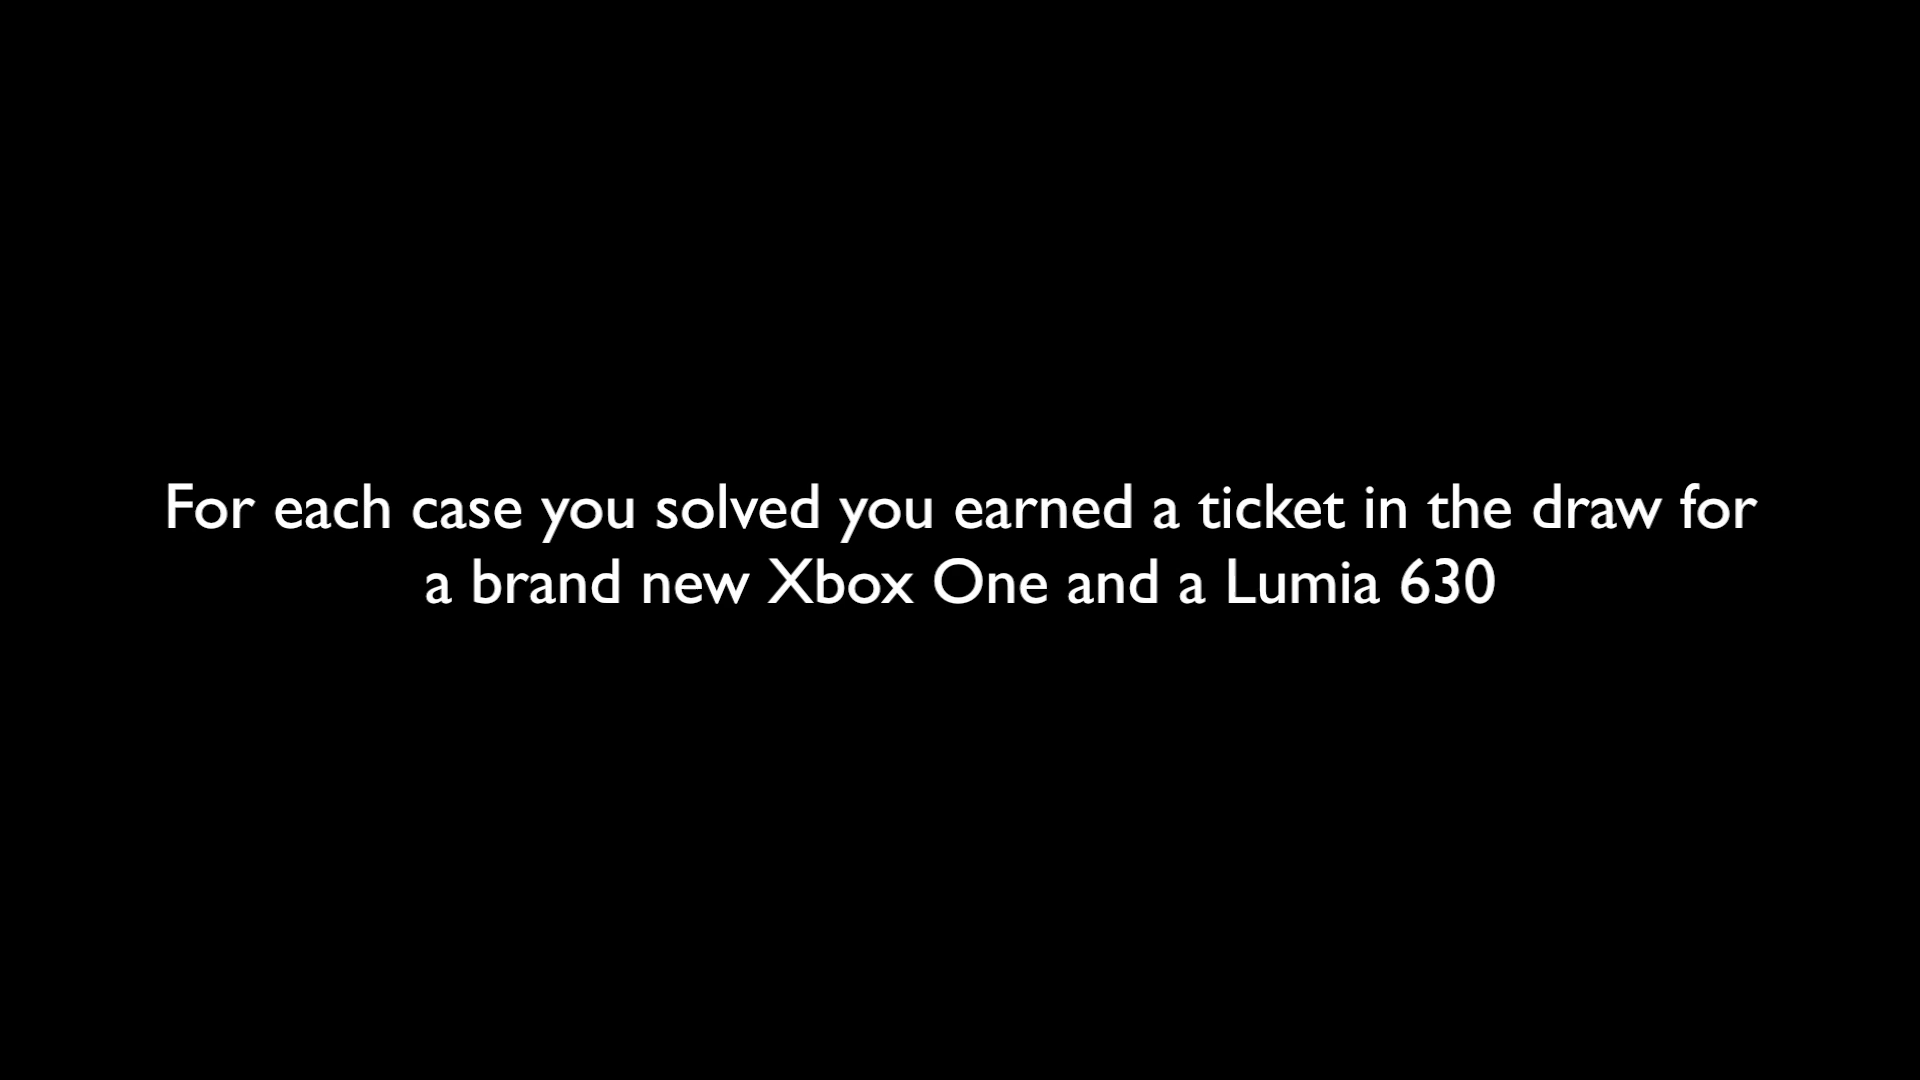 For each case you solved you earned a ticket in the draw for
a brand new Xbox One and a Lumia 630